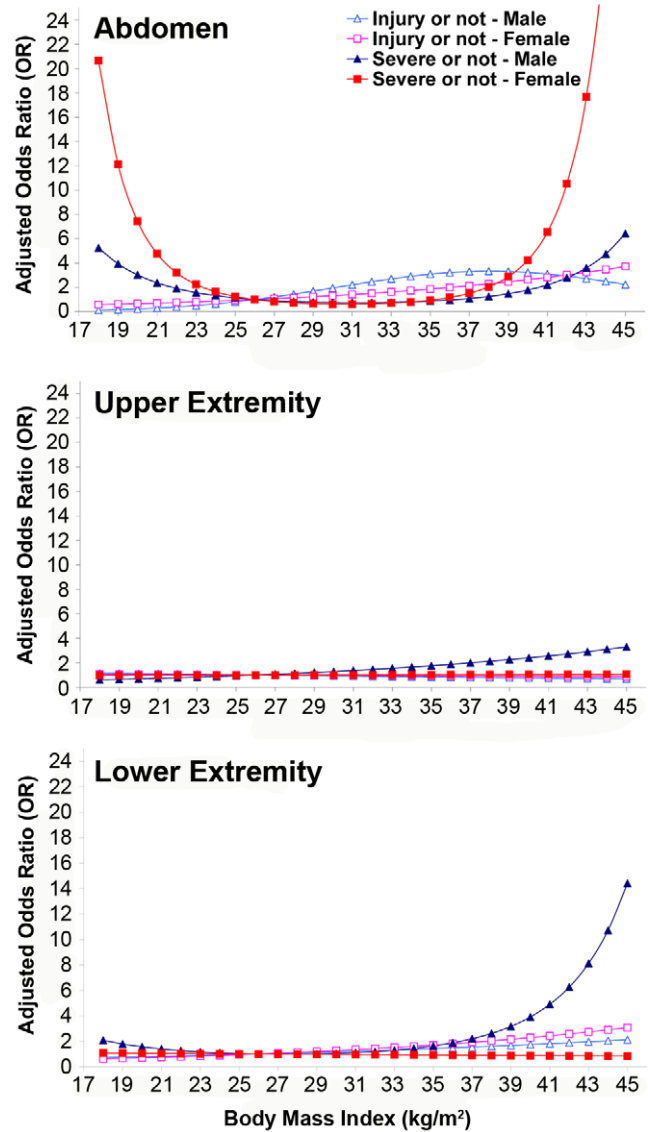 Abdomen
Injury or not - Male
Injury or not - Female
Severe or not - Male
Severe or not - Female
Adjusted Odds Ratio (OR)
24
22
20
18
16
14
12
10
8
6
4
2
0
17 19 21 23 25 27 29 31 33 35 37 39 41 43 45
Upper Extremity
Adjusted Odds Ratio (OR)
24
22
20
18
16
14
12
10
8
6
4
2
0
17 19 21 23 25 27 29 31 33 35 37 39 41 43 45
Lower Extremity
Adjusted Odds Ratio (OR)
24
22
20
18
16
14
12
10
8
6
4
2
0
17 19 21 23 25 27 29 31 33 35 37 39 41 43 45
Body Mass Index (kg/m²)